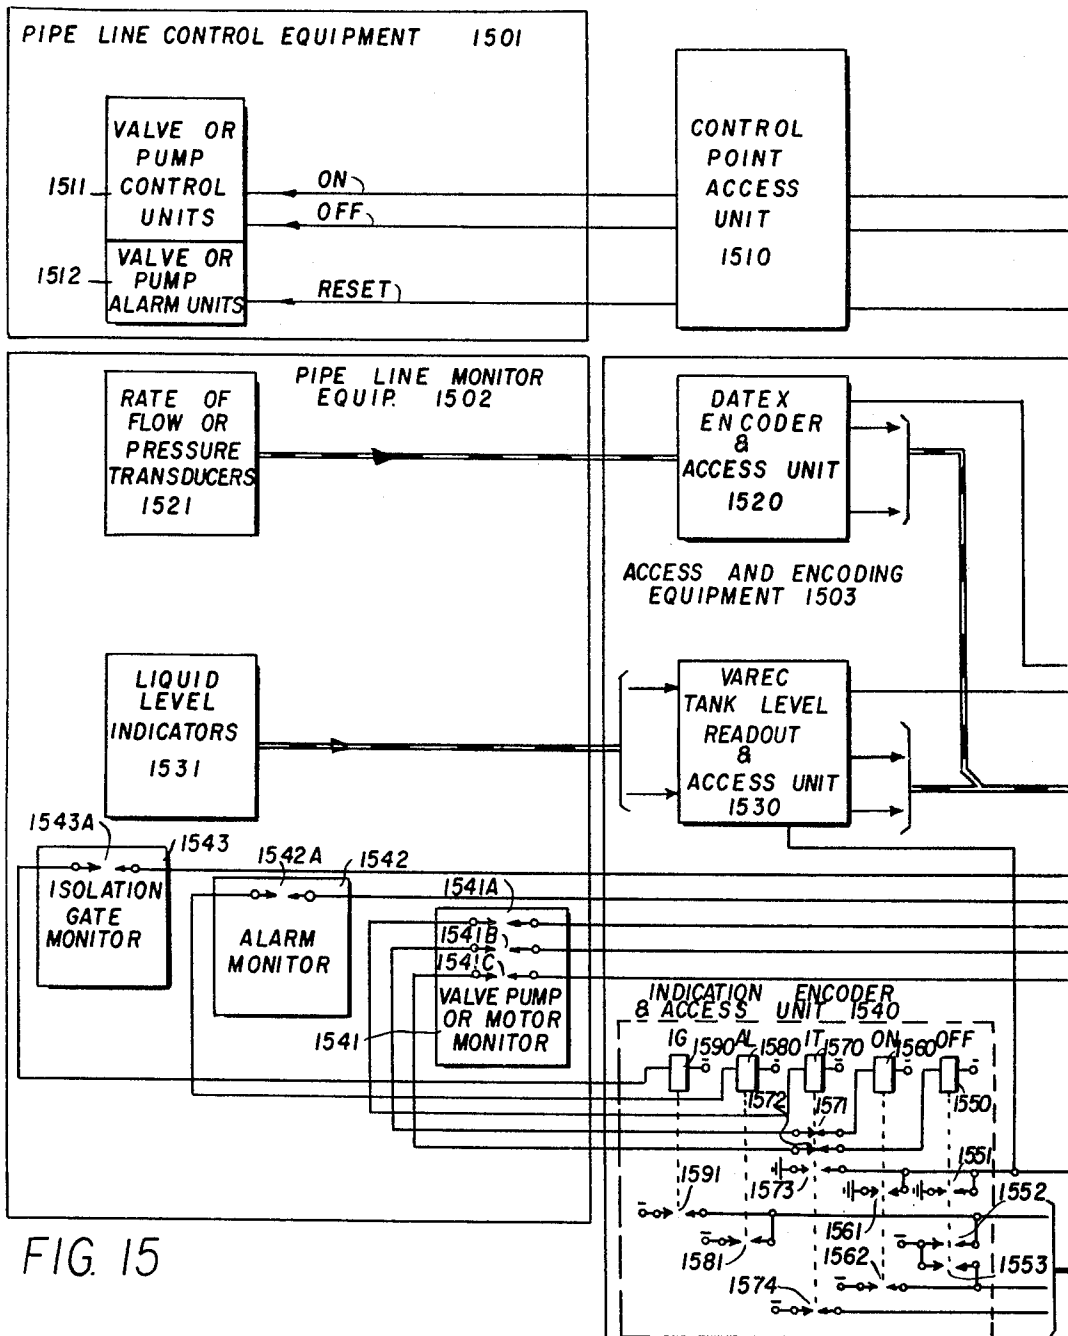 PIPE LINE CONTROL EQUIPMENT 1501
VALVE OR
PUMP
CONTROL
UNITS
1511
VALVE OR
PUMP
ALARM UNITS
1512
ON
OFF
RESET
CONTROL
POINT
ACCESS
UNIT
1510
PIPE LINE MONITOR
EQUIP. 1502
RATE OF
FLOW OR
PRESSURE
TRANSDUCERS
1521
DATEX
ENCODER
&
ACCESS UNIT
1520
ACCESS AND ENCODING
EQUIPMENT 1503
LIQUID
LEVEL
INDICATORS
1531
VAREC
TANK LEVEL
READOUT
&
ACCESS UNIT
1530
1543A
1543
ISOLATION
GATE
MONITOR
1542A
1542
ALARM
MONITOR
1541A
1541B
1541C
VALVE PUMP
OR MOTOR
MONITOR
1541
INDICATION ENCODER
& ACCESS UNIT 1540
IG
1590
AL
1580
IT
1570
ON
1560
OFF
1550
1572
1571
1573
1551
1591
1561
1552
1581
1562
1553
1574
FIG. 15